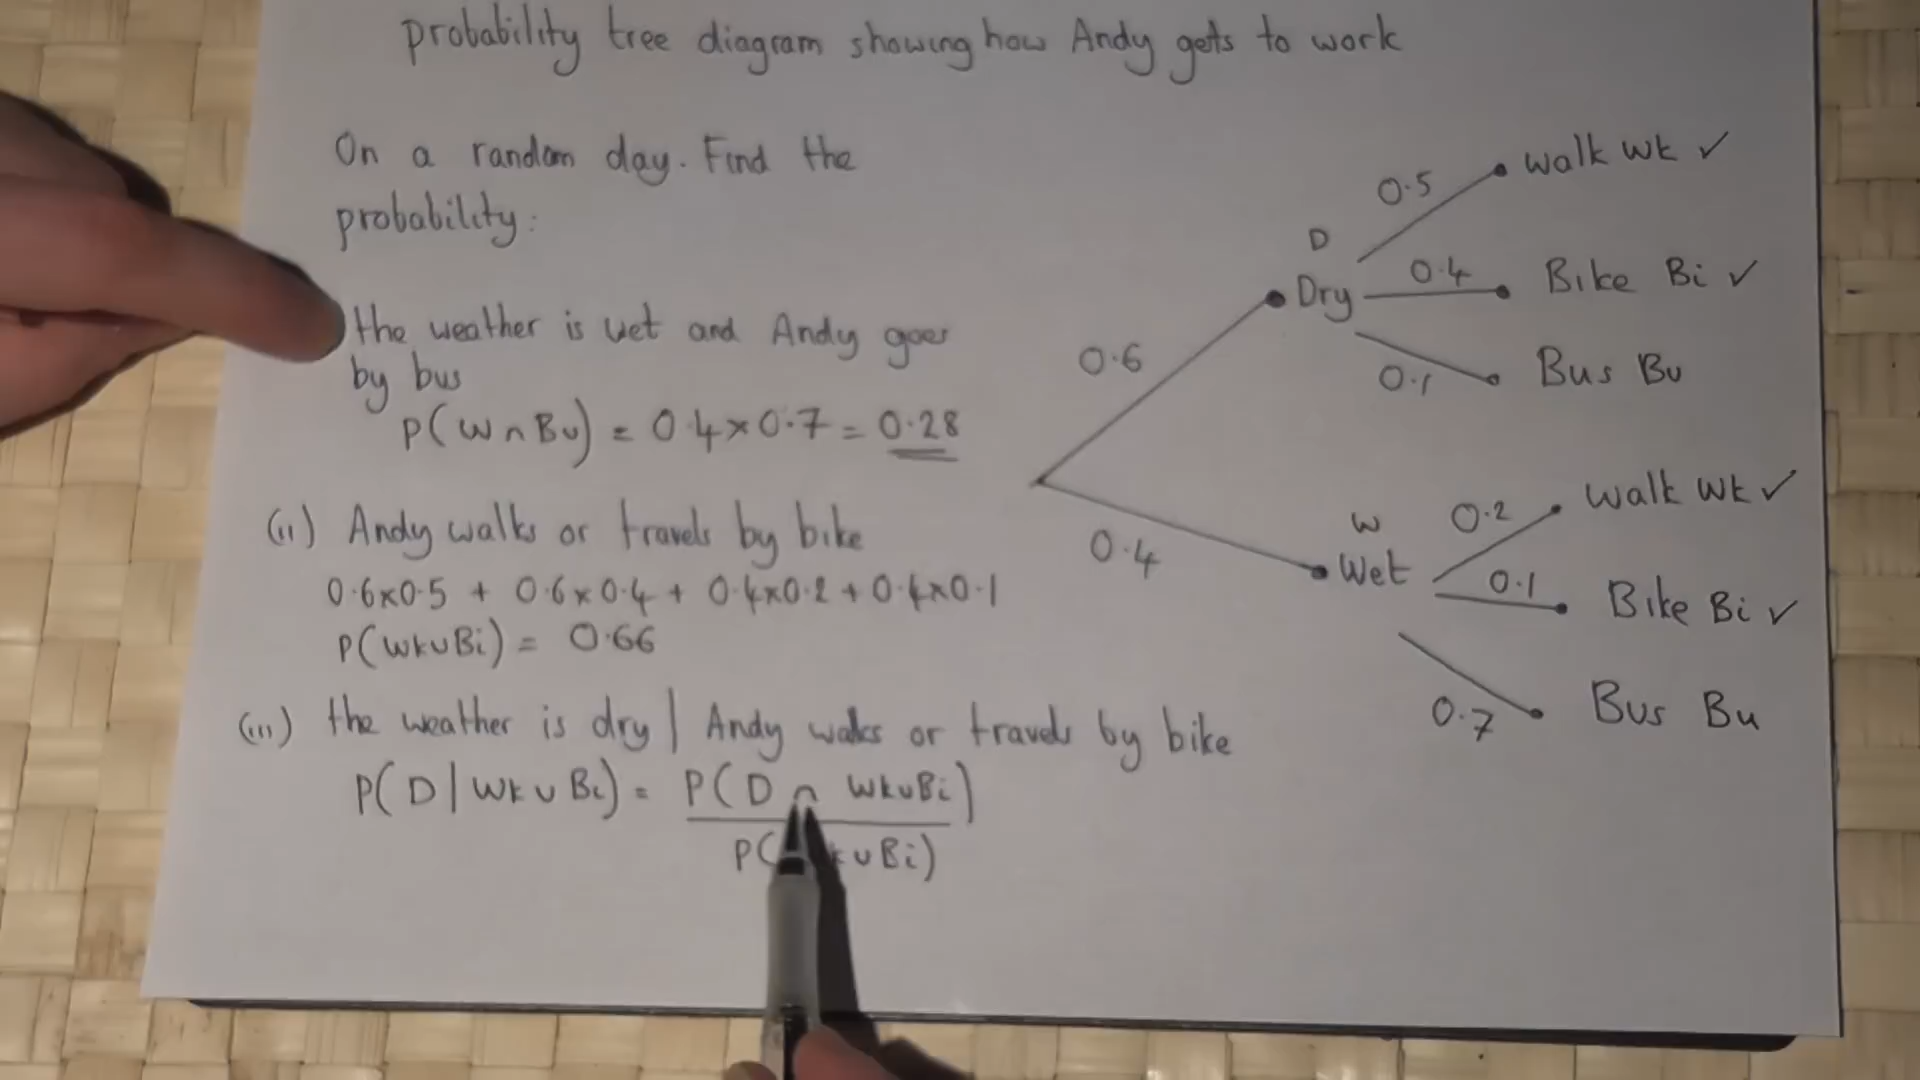 probability tree diagram showing how Andy gets to work
On a random day. Find the
probability:
the weather is wet and Andy goes
by bus
P(W∩Bu) = 0.4×0.7 = 0.28
(ii) Andy walks or travels by bike
0.6×0.5 + 0.6×0.4 + 0.4×0.2 + 0.4×0.1
P(Wk∪Bi) = 0.66
(iii) the weather is dry | Andy walks or travels by bike
P(D|Wk∪Bi) = P(D ∩ Wk∪Bi)
P( k∪Bi)
0.5
Walk Wk ✓
D
Dry
0.4
Bike Bi ✓
0.1
Bus Bu
0.6
0.4
W
Wet
0.2
Walk Wk ✓
0.1
Bike Bi ✓
0.7
Bus Bu